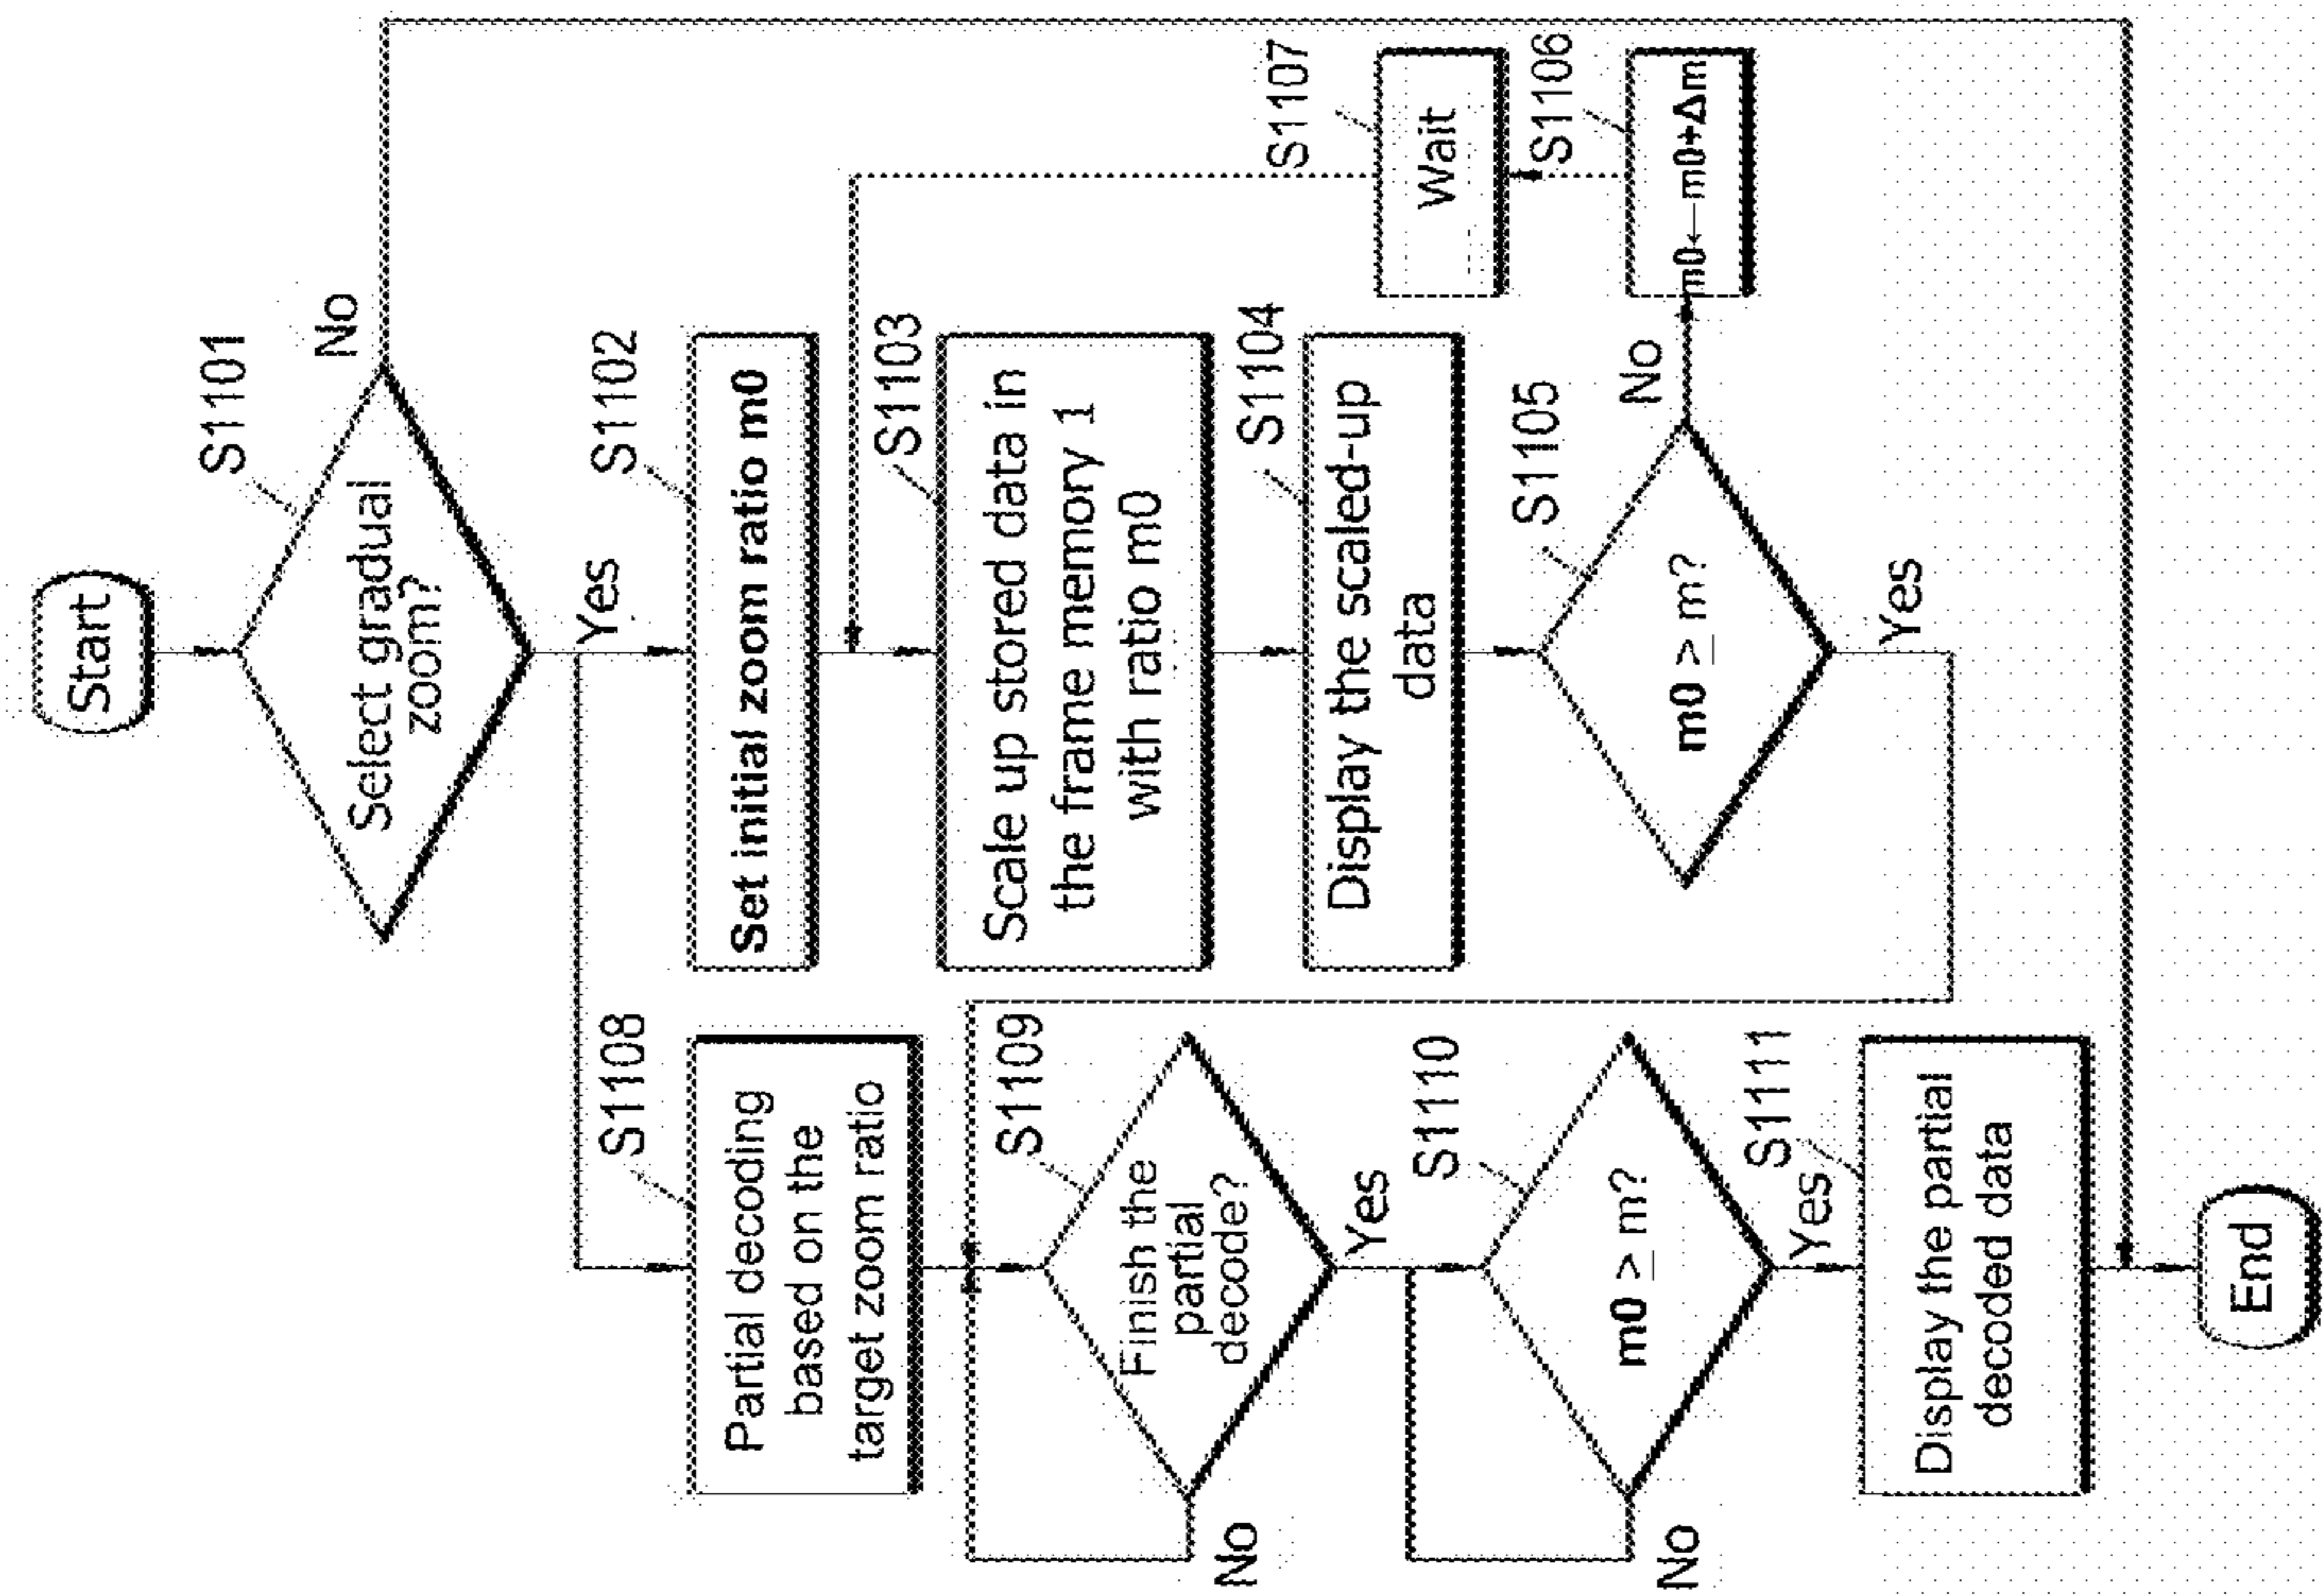 Start
S1101
Select gradual
zoom?
No
Yes
S1102
Set initial zoom ratio m0
S1103
Scale up stored data in
the frame memory 1
with ratio m0
S1104
Display the scaled-up
data
S1105
m0 ≥ m?
No
Yes
S1106
m0←m0+Δm
S1107
Wait
S1108
Partial decoding
based on the
target zoom ratio
S1109
Finish the
partial
decode?
No
Yes
S1110
m0 ≥ m?
No
Yes
S1111
Display the partial
decoded data
End